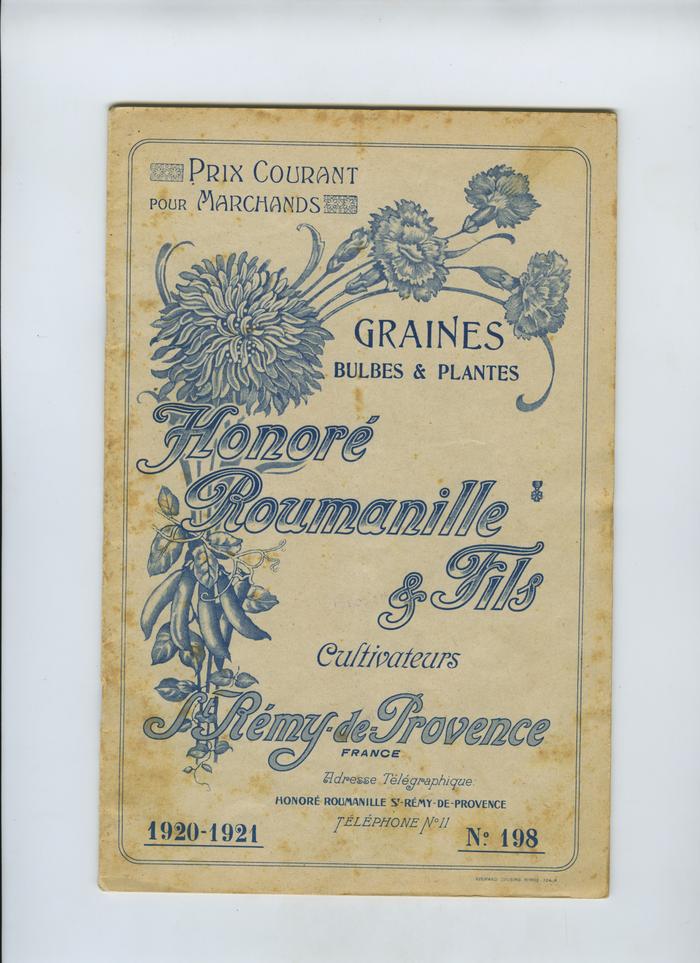 PRIX COURANT
POUR MARCHANDS
GRAINES
BULBES & PLANTES
Honoré
Roumanille
& Fils
Cultivateurs
St Rémy-de-Provence
FRANCE
Adresse Télégraphique:
HONORÉ ROUMANILLE St-RÉMY-DE-PROVENCE
TÉLÉPHONE No 11
1920-1921
No. 198